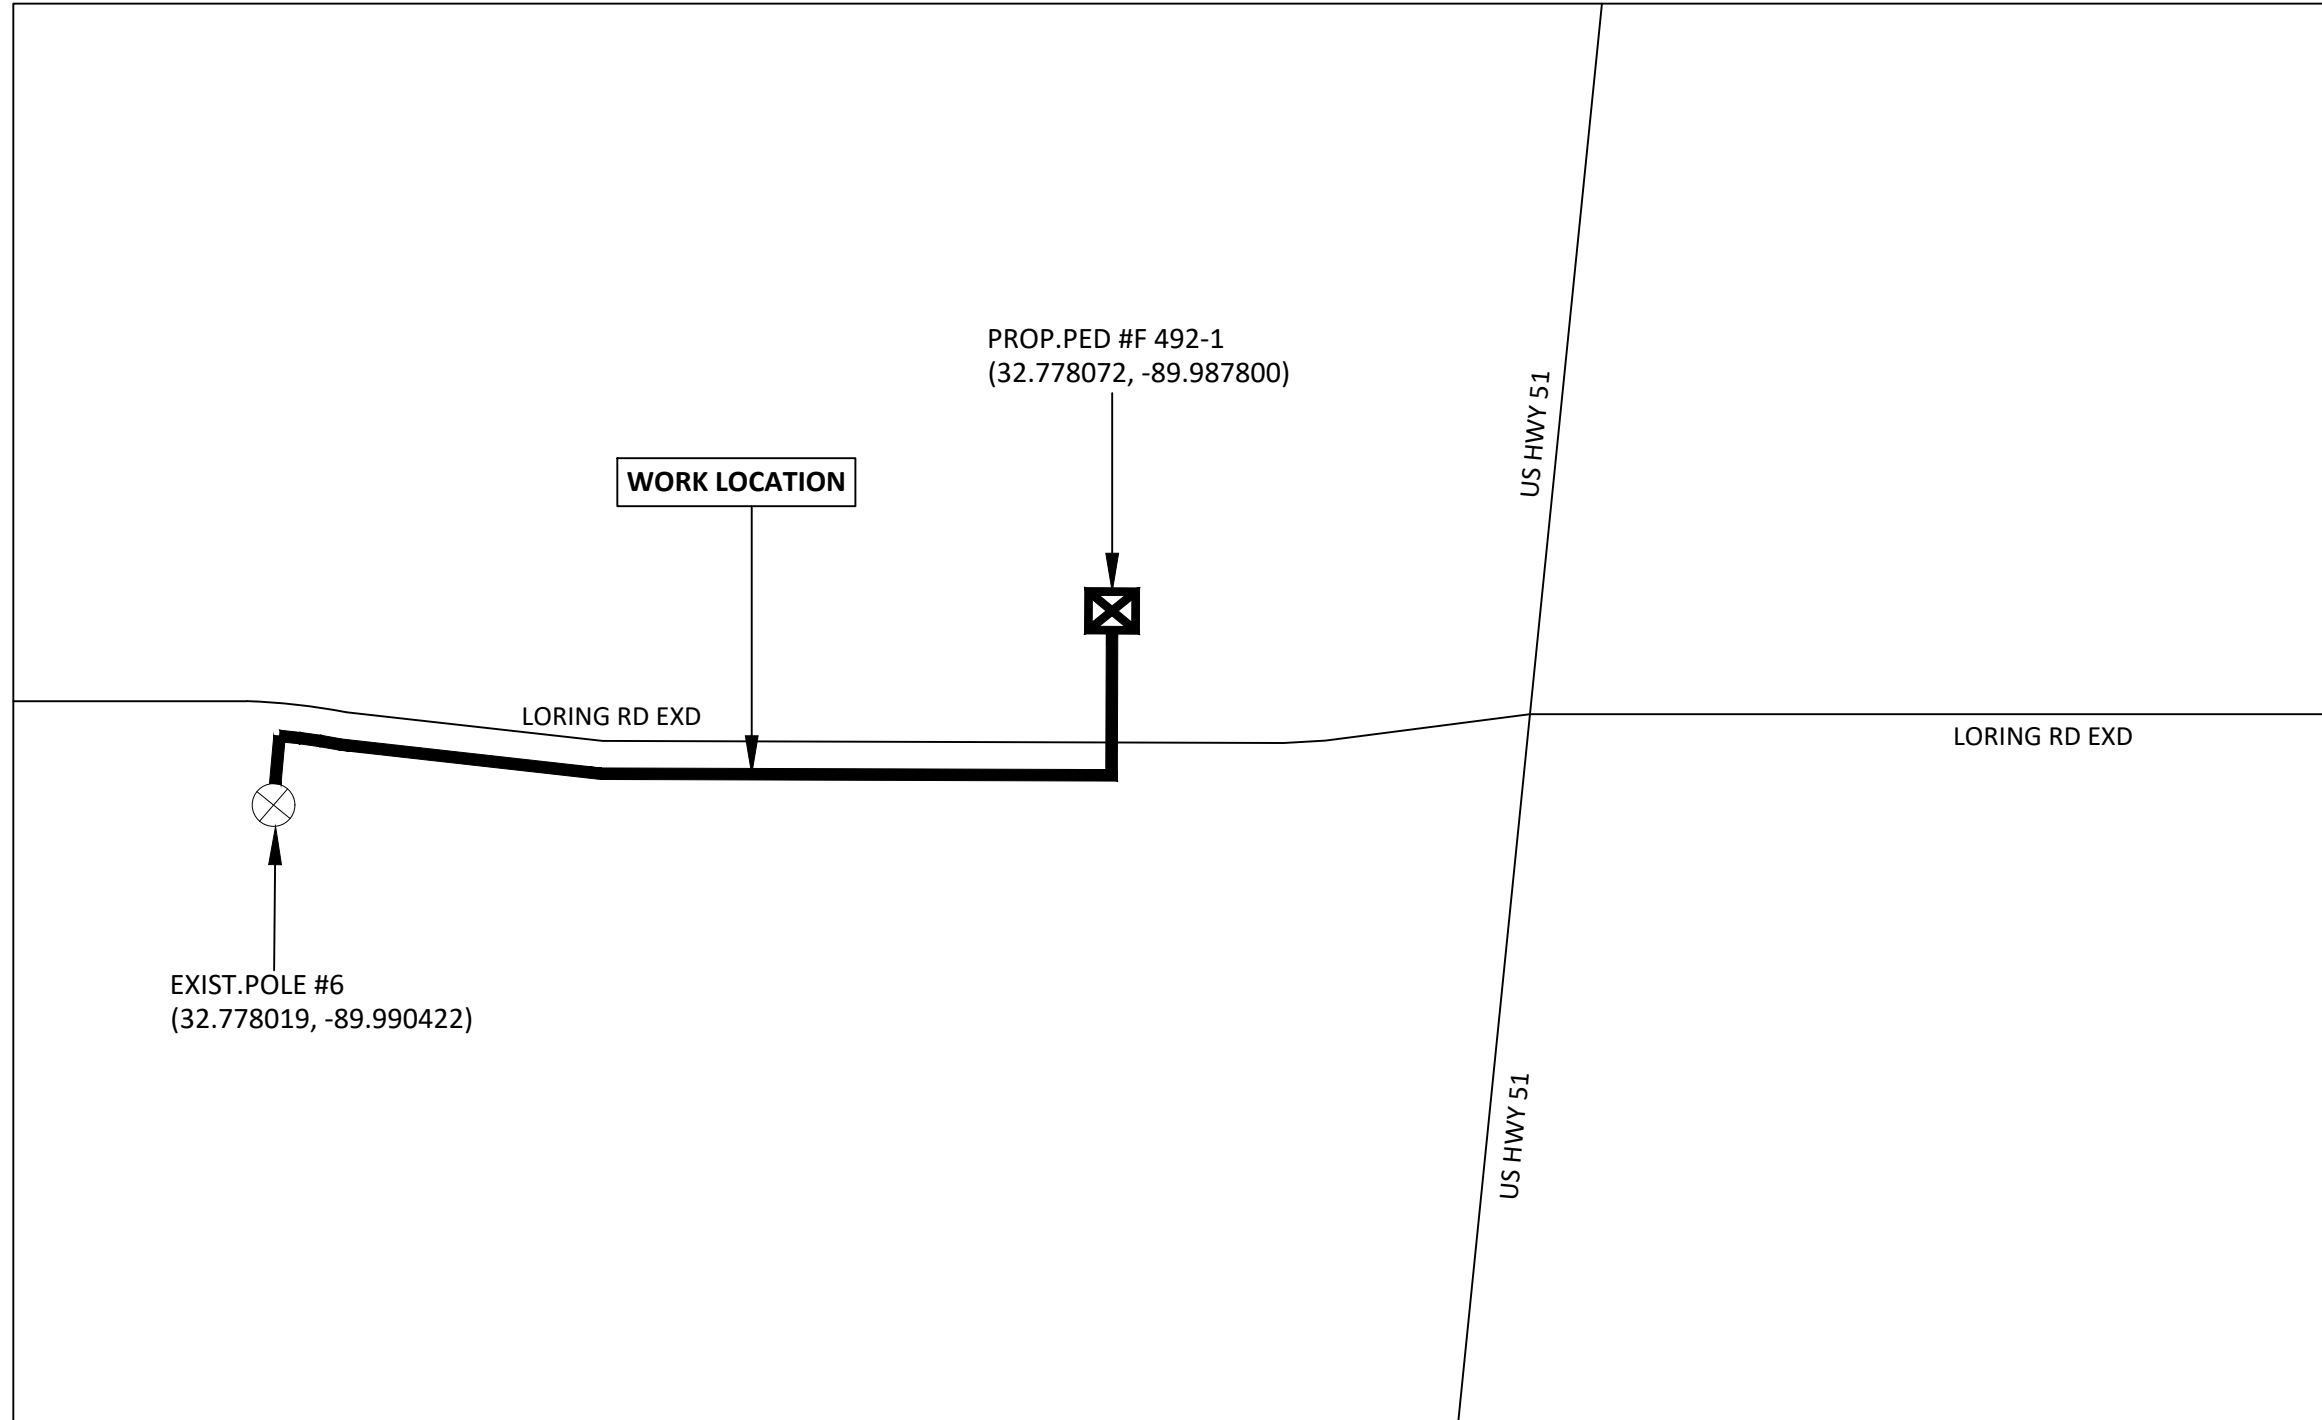 PROP.PED #F 492-1
(32.778072, -89.987800)
US HWY 51
WORK LOCATION
LORING RD EXD
LORING RD EXD
EXIST.POLE #6
(32.778019, -89.990422)
US HWY 51